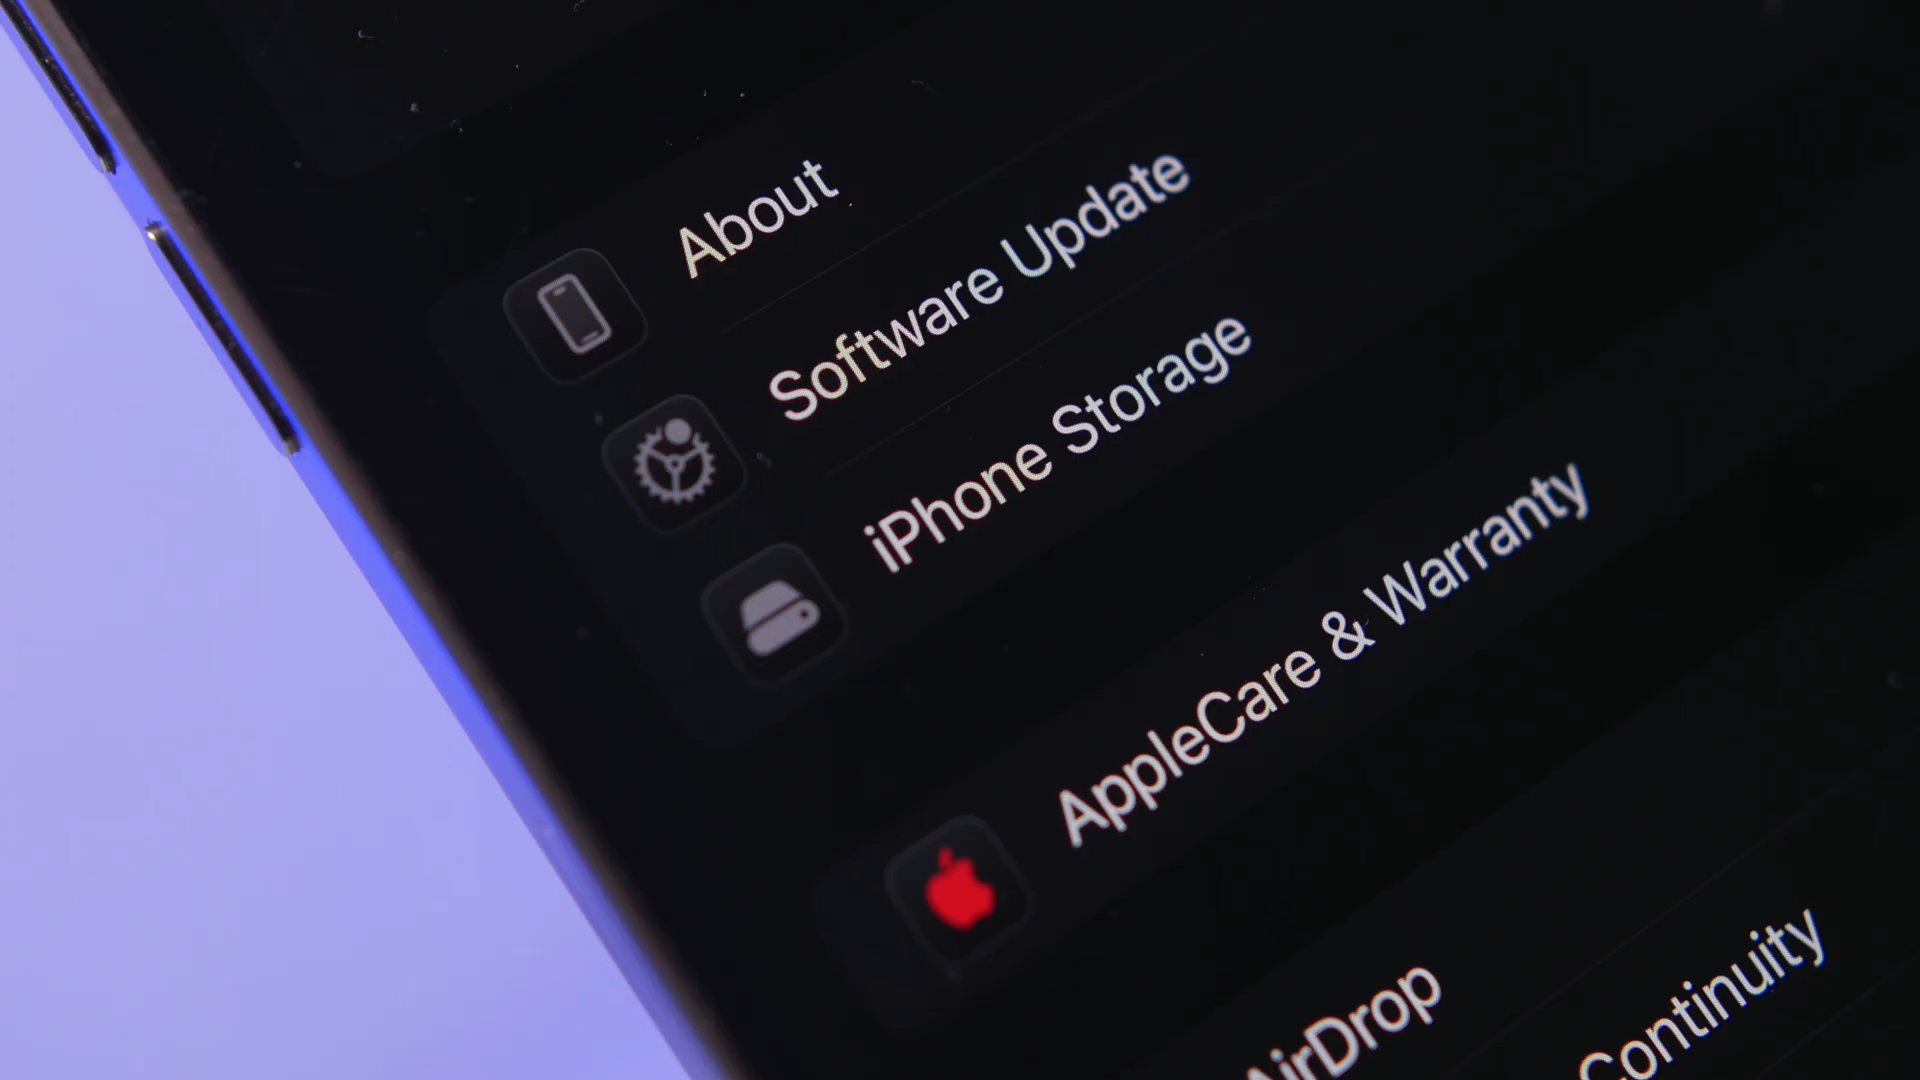 About
Software Update
iPhone Storage
AppleCare & Warranty
AirDrop
Continuity